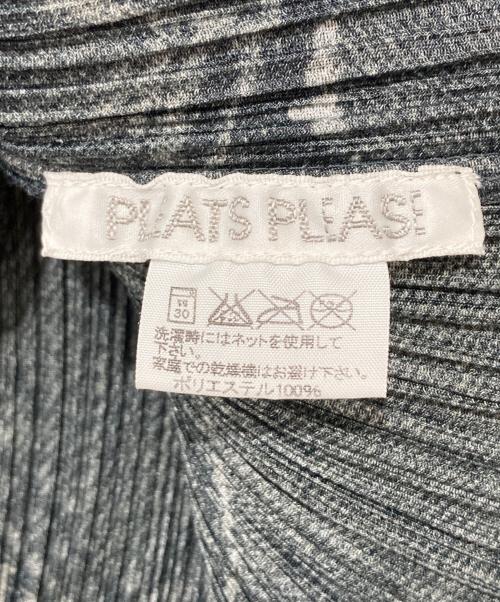 PLEATS PLEASE
弱
30
洗濯時にはネットを使用して
下さい。
家庭での乾燥機はお避け下さい。
ポリエステル100%